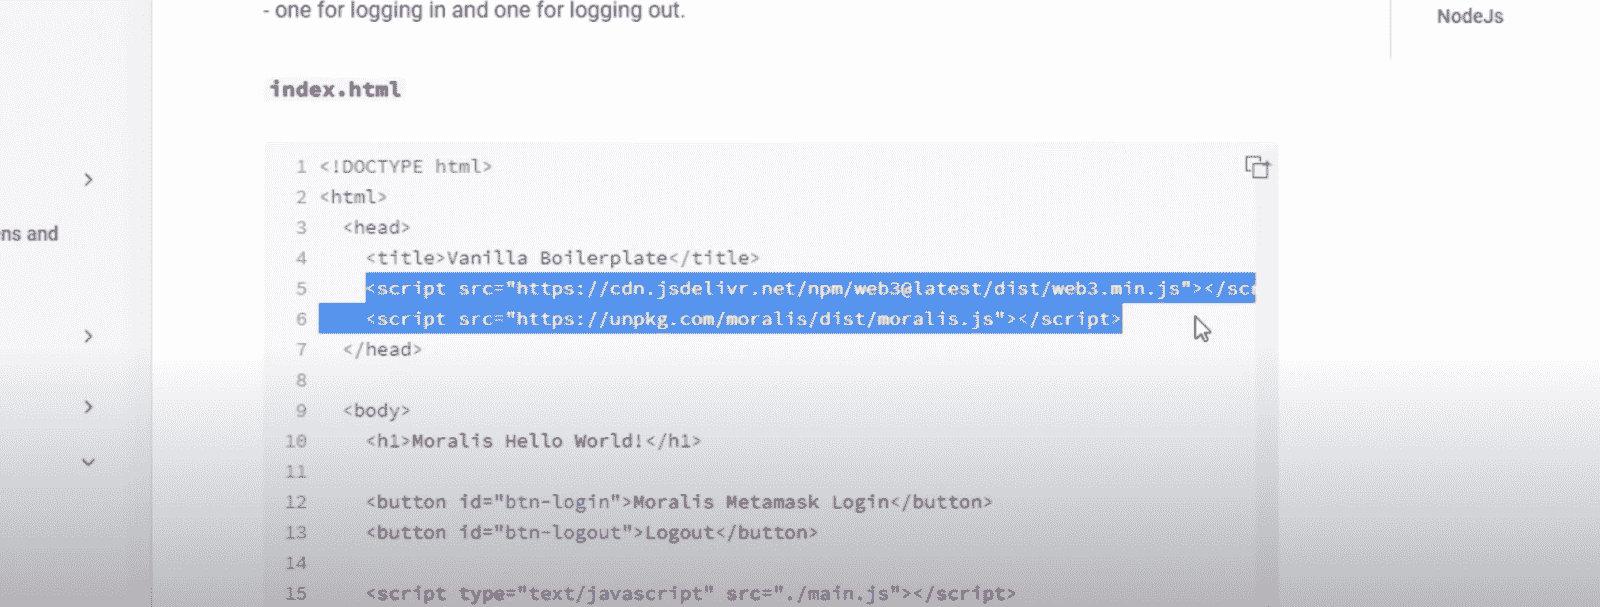 - one for logging in and one for logging out.
NodeJs
index.html
ens and
1 <!DOCTYPE html>
2 <html>
3 <head>
4 <title>Vanilla Boilerplate</title>
5 <script src="https://cdn.jsdelivr.net/npm/web3@latest/dist/web3.min.js"></scr
6 <script src="https://unpkg.com/moralis/dist/moralis.js"></script>
7 </head>
8
9 <body>
10 <h1>Moralis Hello World!</h1>
11
12 <button id="btn-login">Moralis Metamask Login</button>
13 <button id="btn-logout">Logout</button>
14
15 <script type="text/javascript" src="./main.js"></script>